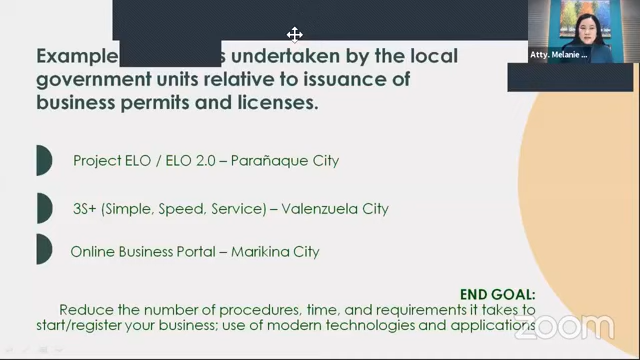 Example s undertaken by the local
government units relative to issuance of
business permits and licenses.
Project ELO / ELO 2.0 – Parañaque City
3S+ (Simple, Speed, Service) – Valenzuela City
Online Business Portal – Marikina City
END GOAL:
Reduce the number of procedures, time, and requirements it takes to
start/register your business; use of modern technologies and applications
Atty. Melanie ...
zoom